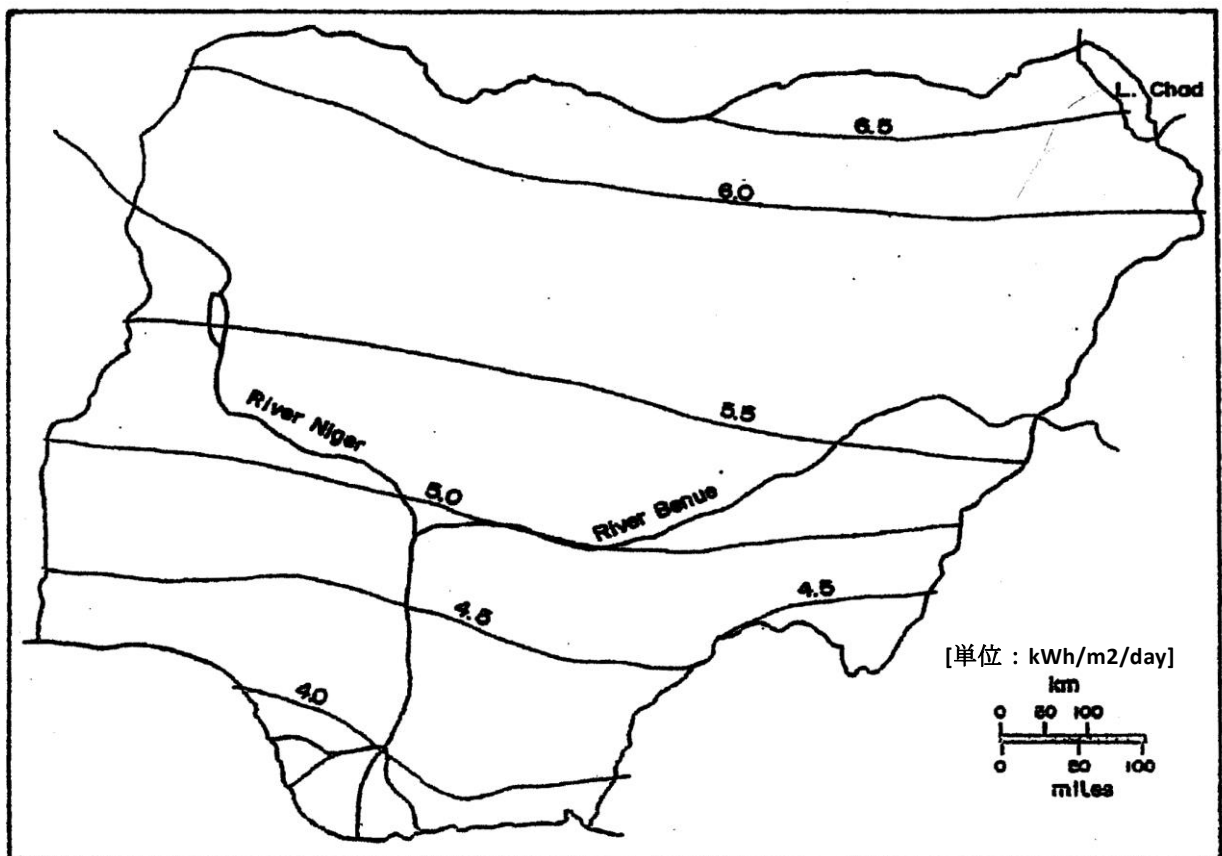 L. Chad
6.5
6.0
River Niger
5.5
5.0
River Benue
4.5
4.5
4.0
[単位：kWh/m2/day]
km
0 50 100
0 50 100
miles